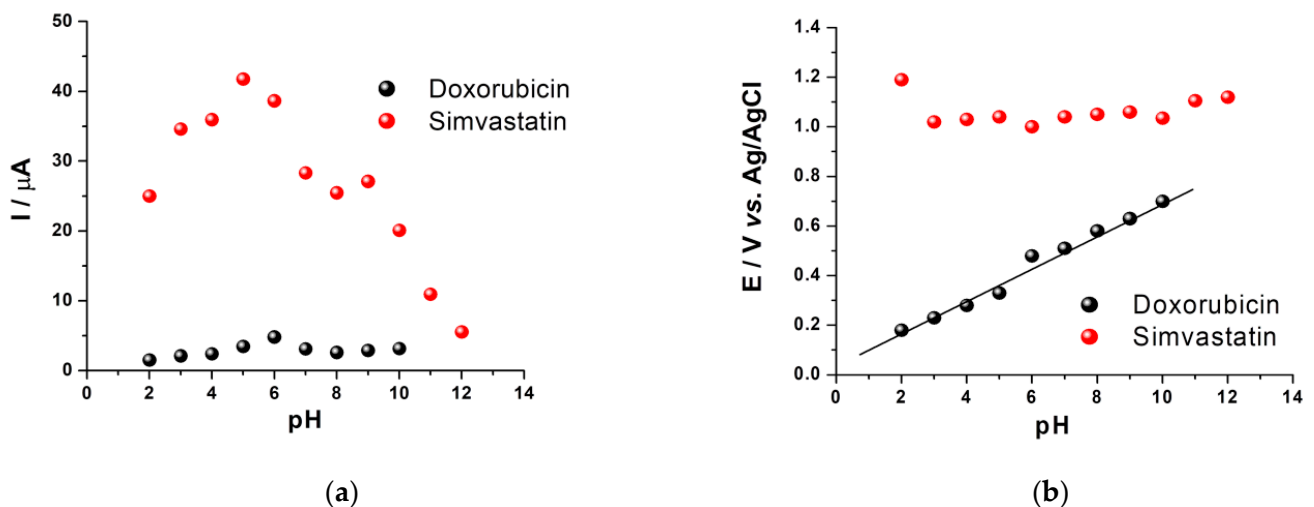 50
40
30
20
10
0
I / μA
0 2 4 6 8 10 12 14
pH
Doxorubicin
Simvastatin
(a)
1.4
1.2
1.0
0.8
0.6
0.4
0.2
0.0
E / V vs. Ag/AgCl
0 2 4 6 8 10 12 14
pH
Doxorubicin
Simvastatin
(b)